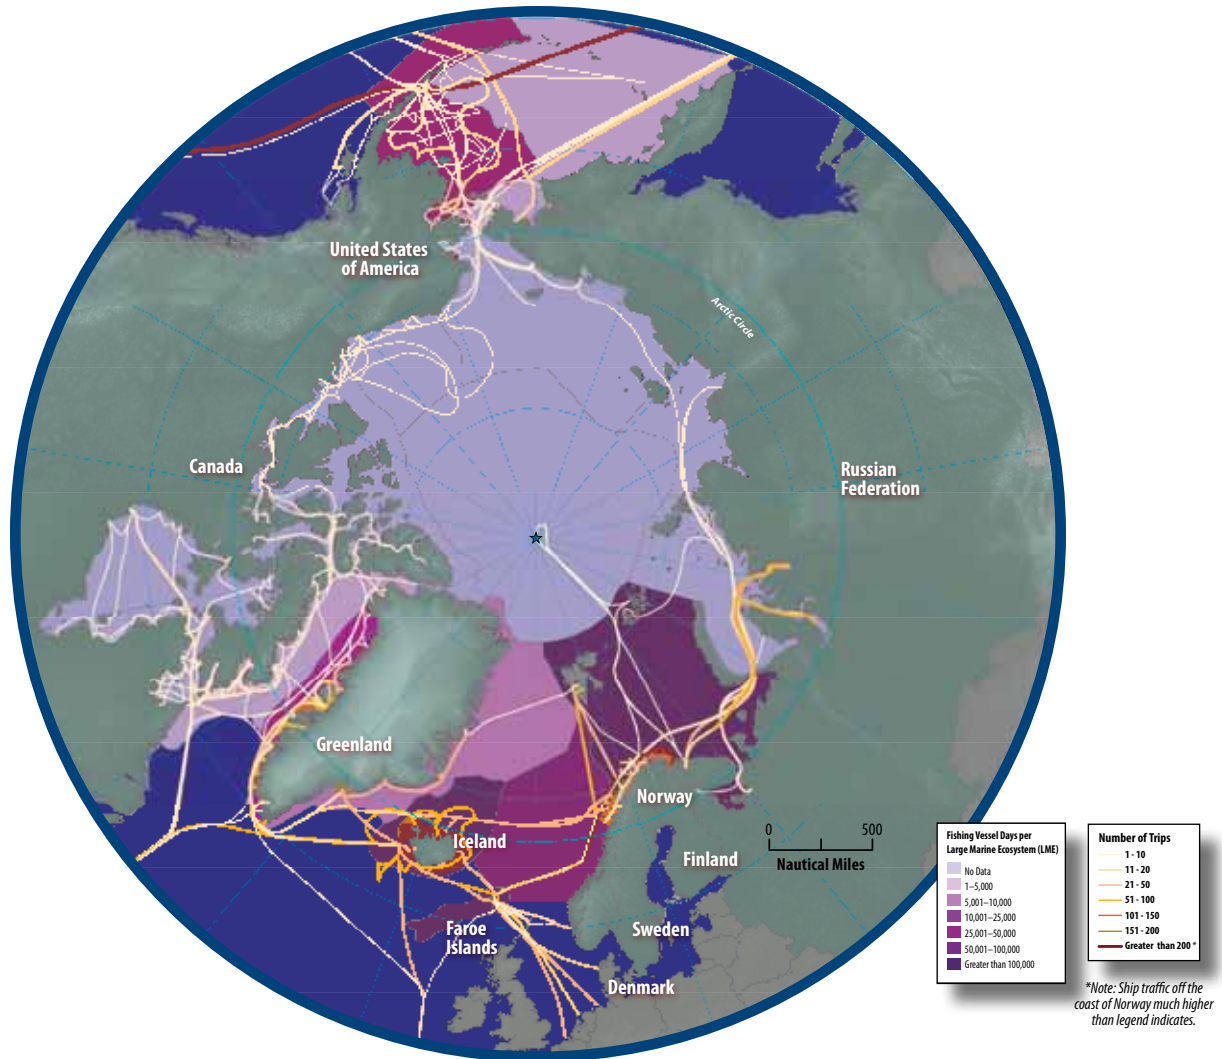 United States
of America
Arctic Circle
Canada
Russian
Federation
Greenland
Norway
Iceland
Finland
0 500
Nautical Miles
Faroe
Islands
Sweden
Denmark
Fishing Vessel Days per
Large Marine Ecosystem (LME)
No Data
1–5,000
5,001–10,000
10,001–25,000
25,001–50,000
50,001–100,000
Greater than 100,000
Number of Trips
1 - 10
11 - 20
21 - 50
51 - 100
101 - 150
151 - 200
Greater than 200 *
*Note: Ship traffic off the
coast of Norway much higher
than legend indicates.